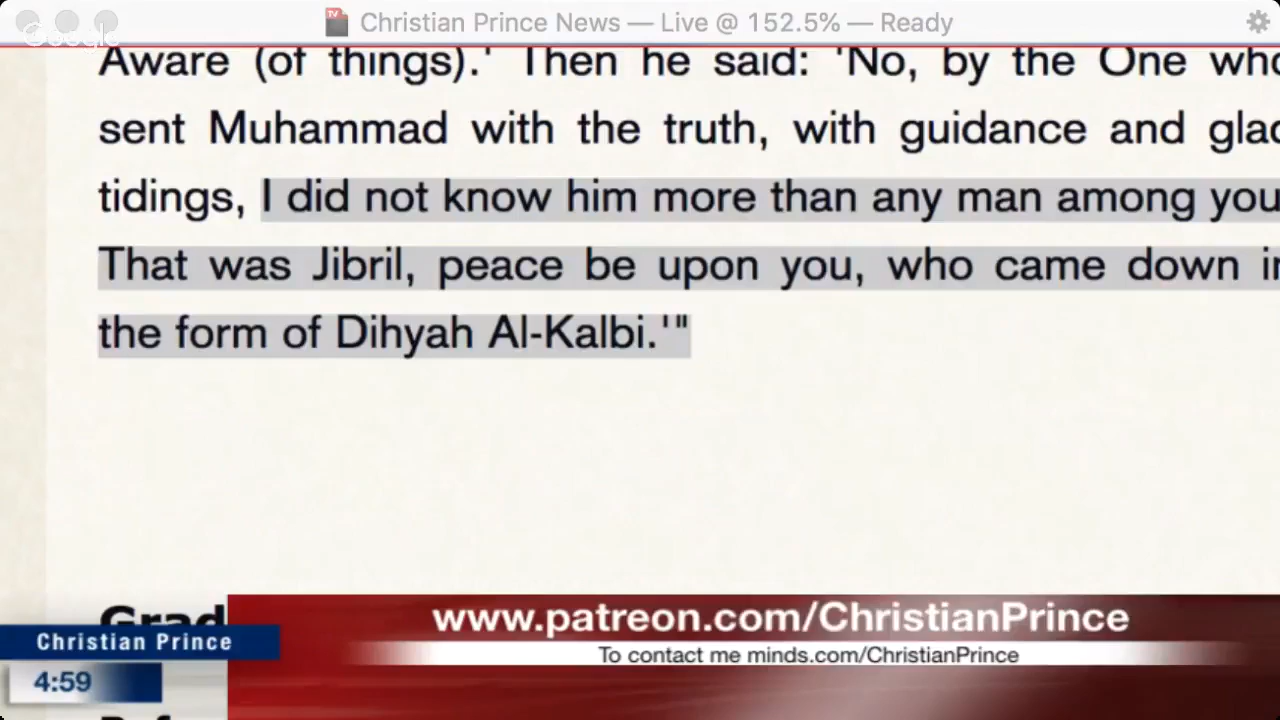 Christian Prince News — Live @ 152.5% — Ready
Google
Aware (of things).' Then he said: 'No, by the One who
sent Muhammad with the truth, with guidance and glad
tidings, I did not know him more than any man among you.
That was Jibril, peace be upon you, who came down in
the form of Dihyah Al-Kalbi.'"
Grad
www.patreon.com/ChristianPrince
Christian Prince
To contact me minds.com/ChristianPrince
4:59